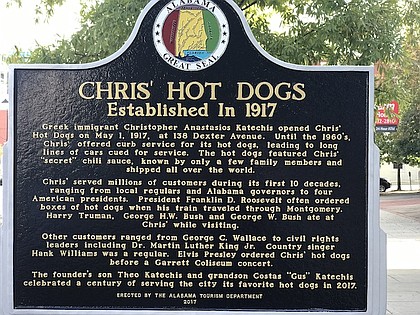 ALABAMA
GREAT SEAL
CHRIS' HOT DOGS
Established In 1917
Greek immigrant Christopher Anastasios Katechis opened Chris'
Hot Dogs on May 1, 1917, at 138 Dexter Avenue. Until the 1960's,
Chris' offered curb service for its hot dogs, leading to long
lines of cars cued for service. The hot dogs featured Chris'
"secret" chili sauce, known by only a few family members and
shipped all over the world.
Chris' served millions of customers during its first 10 decades,
ranging from local regulars and Alabama governors to four
American presidents. President Franklin D. Roosevelt often ordered
boxes of hot dogs when his train traveled through Montgomery.
Harry Truman, George H.W. Bush and George W. Bush ate at
Chris' while visiting.
Other customers ranged from George C. Wallace to civil rights
leaders including Dr. Martin Luther King Jr. Country singer
Hank Williams was a regular. Elvis Presley ordered Chris' hot dogs
before a Garrett Coliseum concert.
The founder's son Theo Katechis and grandson Costas "Gus" Katechis
celebrated a century of serving the city its favorite hot dogs in 2017.
ERECTED BY THE ALABAMA TOURISM DEPARTMENT
2017